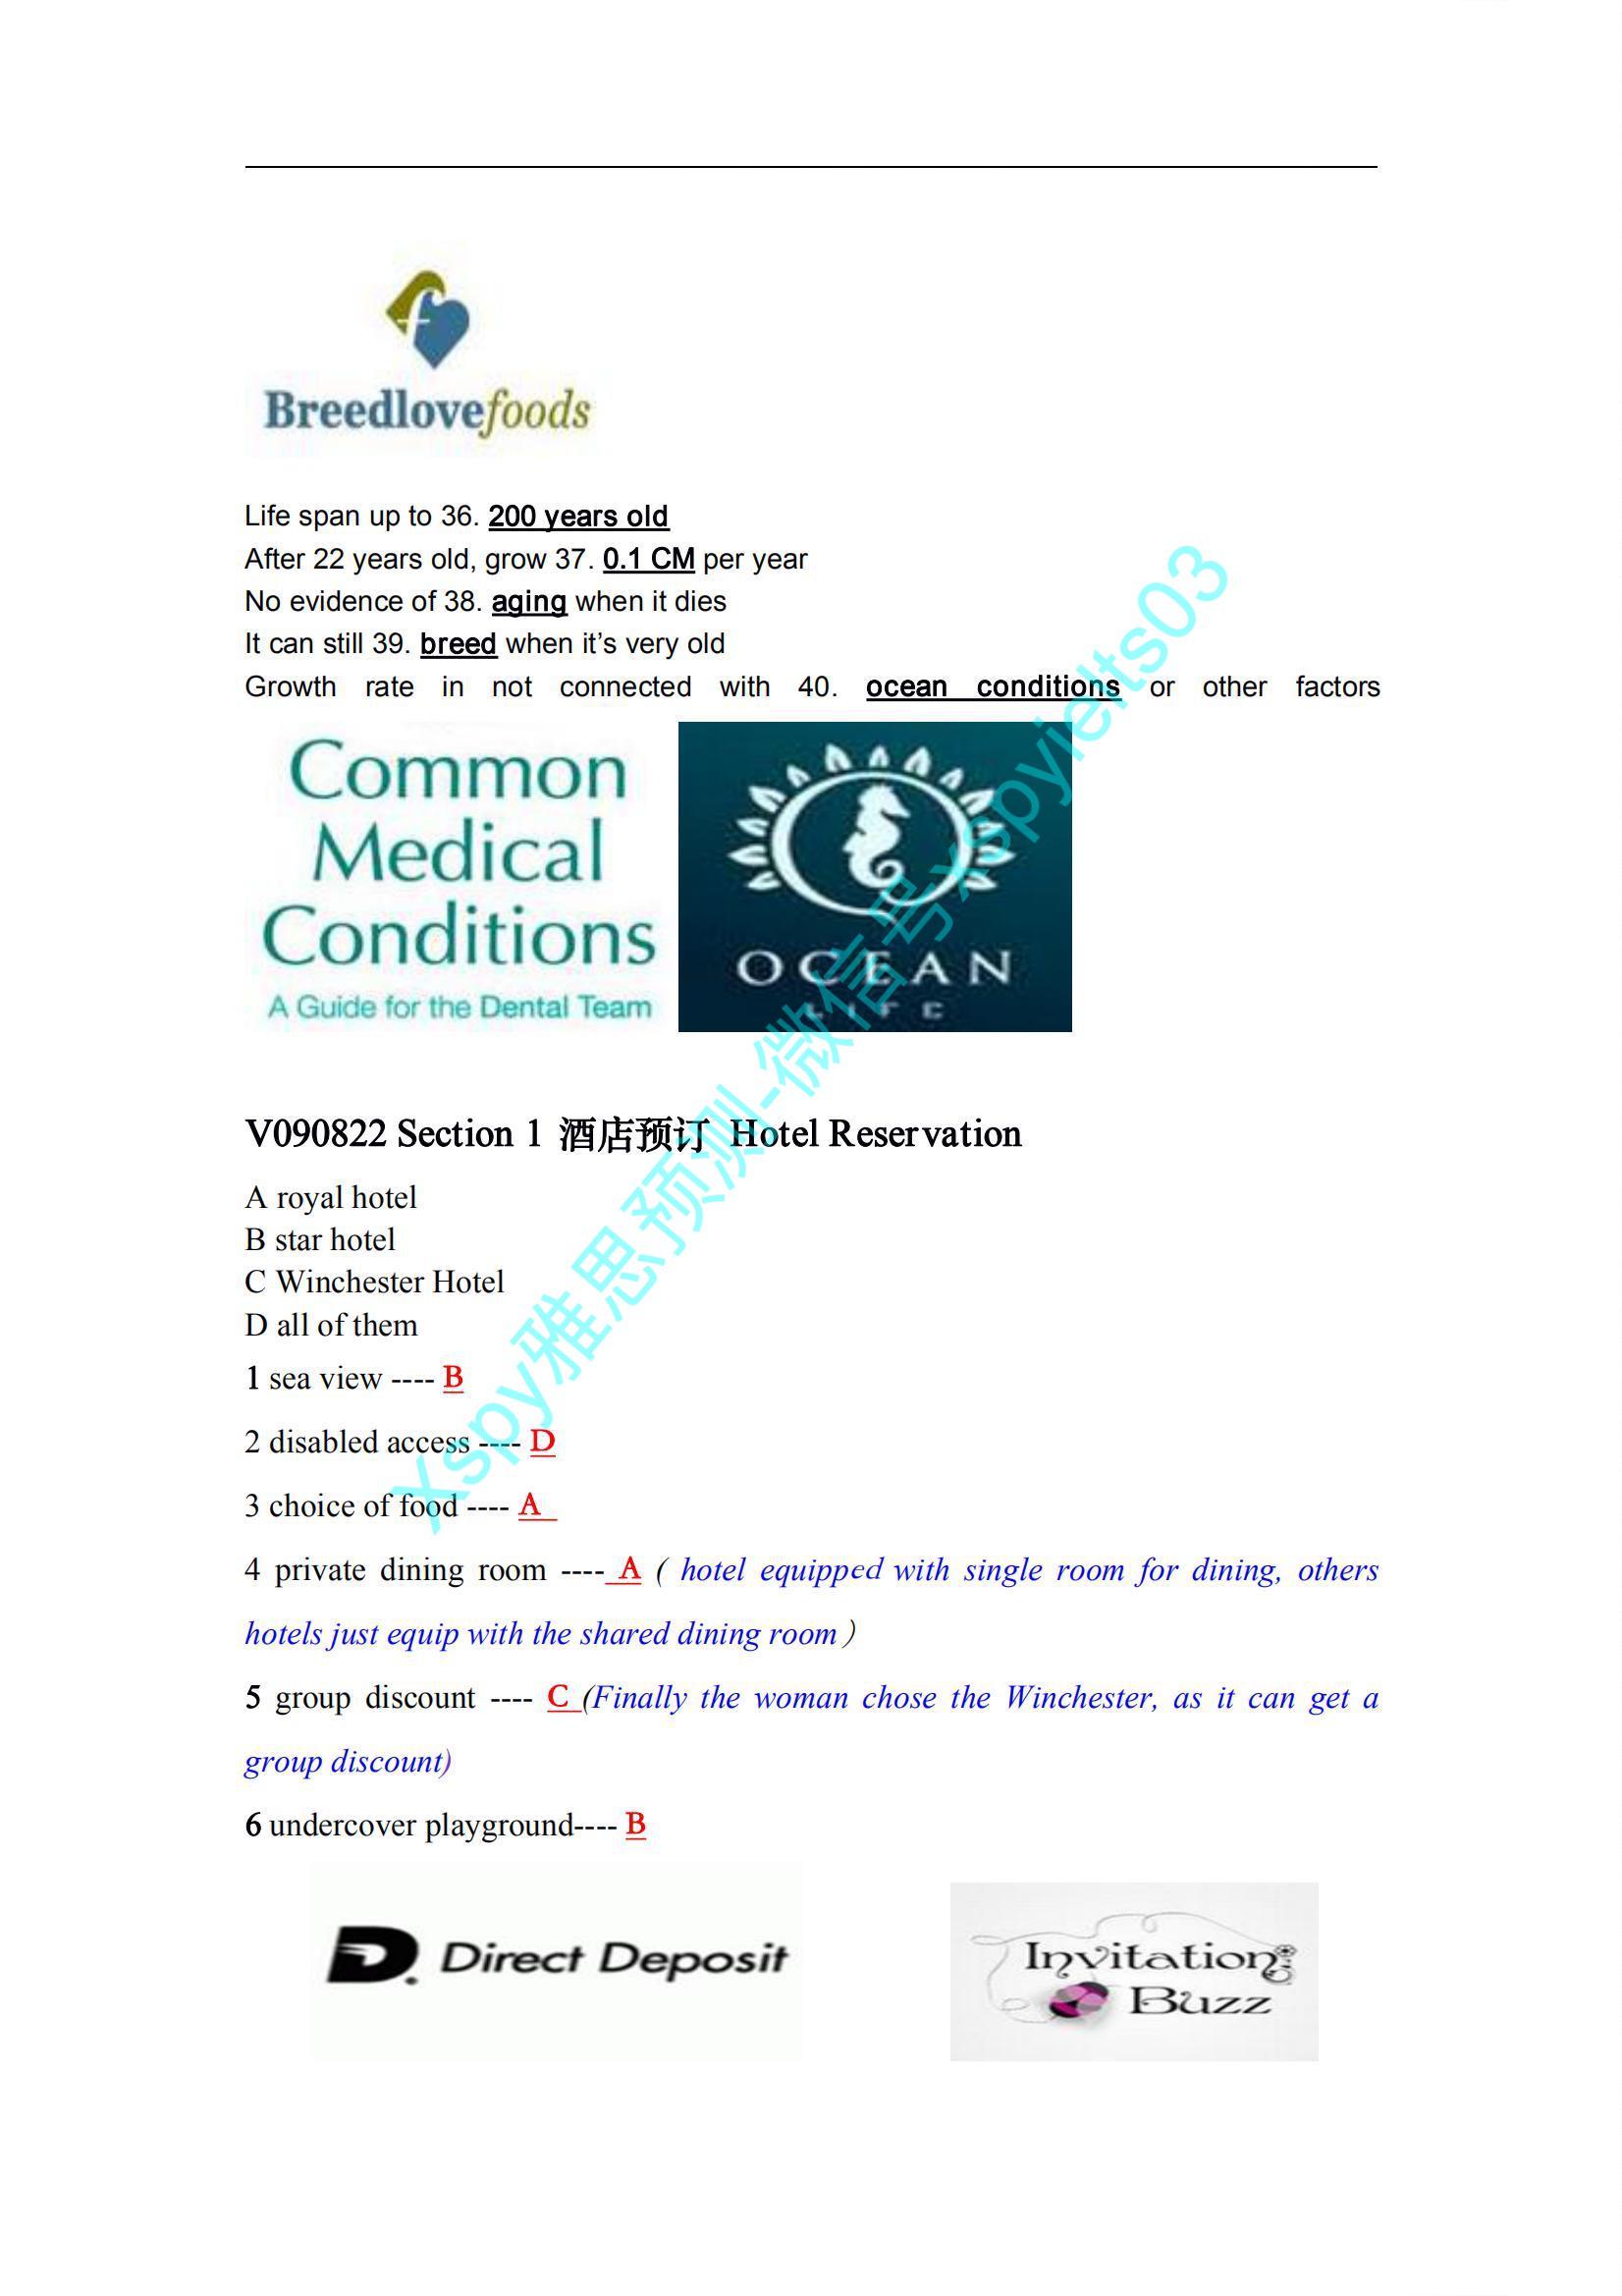 f
Breedlovefoods
Life span up to 36. 200 years old
After 22 years old, grow 37. 0.1 CM per year
No evidence of 38. aging when it dies
It can still 39. breed when it’s very old
Growth rate in not connected with 40. ocean conditions or other factors
Common
Medical
Conditions
A Guide for the Dental Team
OCEAN
LIFE
Xspy雅思预测-微信号xspyielts03
V090822 Section 1 酒店预订 Hotel Reservation
A royal hotel
B star hotel
C Winchester Hotel
D all of them
1 sea view ---- B
2 disabled access ---- D
3 choice of food ---- A
4 private dining room ---- A ( hotel equipped with single room for dining, others
hotels just equip with the shared dining room )
5 group discount ---- C (Finally the woman chose the Winchester, as it can get a
group discount)
6 undercover playground---- B
D. Direct Deposit
Invitation
Buzz